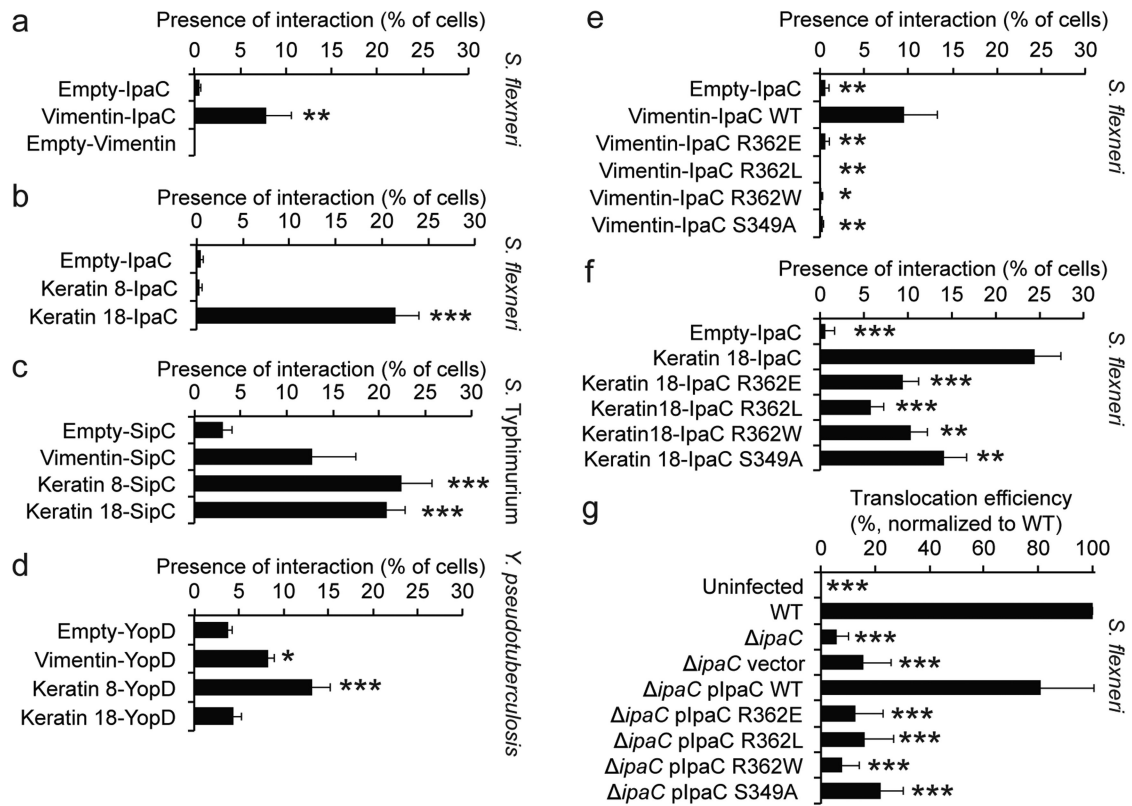 a
Presence of interaction (% of cells)
0 5 10 15 20 25 30
Empty-IpaC
Vimentin-IpaC **
Empty-Vimentin
S. flexneri
b
Presence of interaction (% of cells)
0 5 10 15 20 25 30
Empty-IpaC
Keratin 8-IpaC
Keratin 18-IpaC ***
S. flexneri
c
Presence of interaction (% of cells)
0 5 10 15 20 25 30
Empty-SipC
Vimentin-SipC
Keratin 8-SipC ***
Keratin 18-SipC ***
S. Typhimurium
d
Presence of interaction (% of cells)
0 5 10 15 20 25 30
Empty-YopD
Vimentin-YopD *
Keratin 8-YopD ***
Keratin 18-YopD
Y. pseudotuberculosis
e
Presence of interaction (% of cells)
0 5 10 15 20 25 30
Empty-IpaC **
Vimentin-IpaC WT
Vimentin-IpaC R362E **
Vimentin-IpaC R362L **
Vimentin-IpaC R362W *
Vimentin-IpaC S349A **
S. flexneri
f
Presence of interaction (% of cells)
0 5 10 15 20 25 30
Empty-IpaC ***
Keratin 18-IpaC
Keratin 18-IpaC R362E ***
Keratin18-IpaC R362L ***
Keratin18-IpaC R362W **
Keratin 18-IpaC S349A **
S. flexneri
g
Translocation efficiency
(%, normalized to WT)
0 20 40 60 80 100
Uninfected ***
WT
ΔipaC ***
ΔipaC vector ***
ΔipaC pIpaC WT
ΔipaC pIpaC R362E ***
ΔipaC pIpaC R362L ***
ΔipaC pIpaC R362W ***
ΔipaC pIpaC S349A ***
S. flexneri